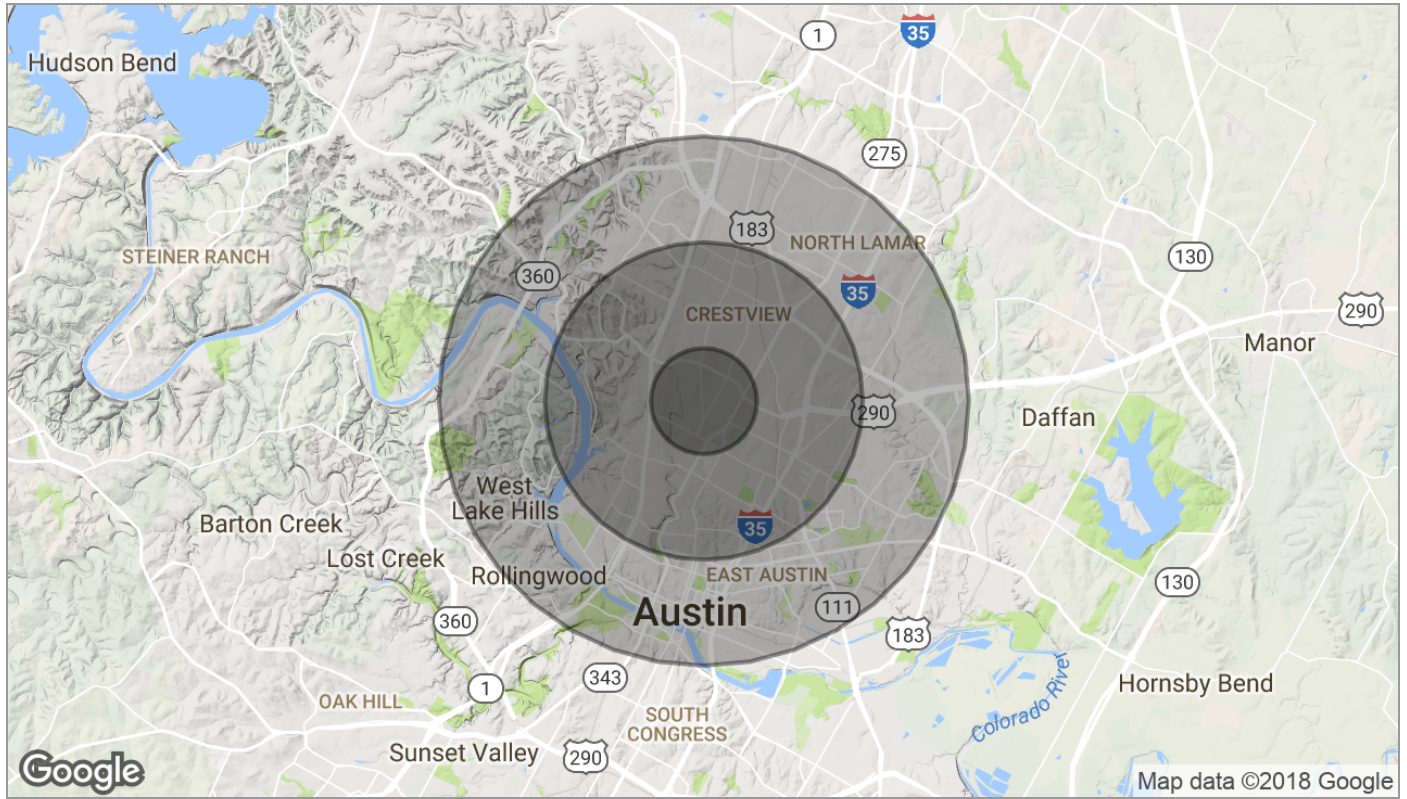 1
35
Hudson Bend
275
183
NORTH LAMAR
STEINER RANCH
130
360
35
290
CRESTVIEW
Manor
290
Daffan
West
Lake Hills
Barton Creek
35
Lost Creek
Rollingwood
EAST AUSTIN
130
Austin
111
360
183
343
1
Hornsby Bend
OAK HILL
SOUTH
CONGRESS
Colorado River
Sunset Valley
290
Google
Map data ©2018 Google